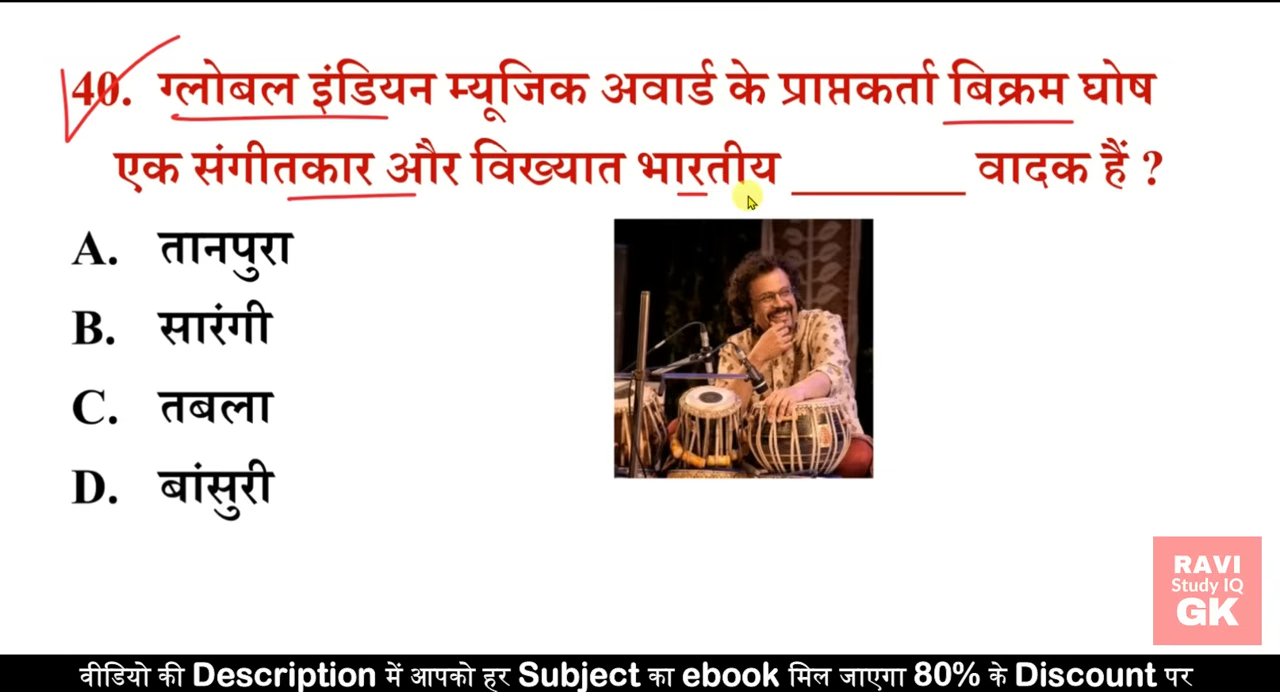 40. ग्लोबल इंडियन म्यूजिक अवार्ड के प्राप्तकर्ता बिक्रम घोष
एक संगीतकार और विख्यात भारतीय __________ वादक हैं ?
A. तानपुरा
B. सारंगी
C. तबला
D. बांसुरी
RAVI
Study IQ
GK
वीडियो की Description में आपको हर Subject का ebook मिल जाएगा 80% के Discount पर